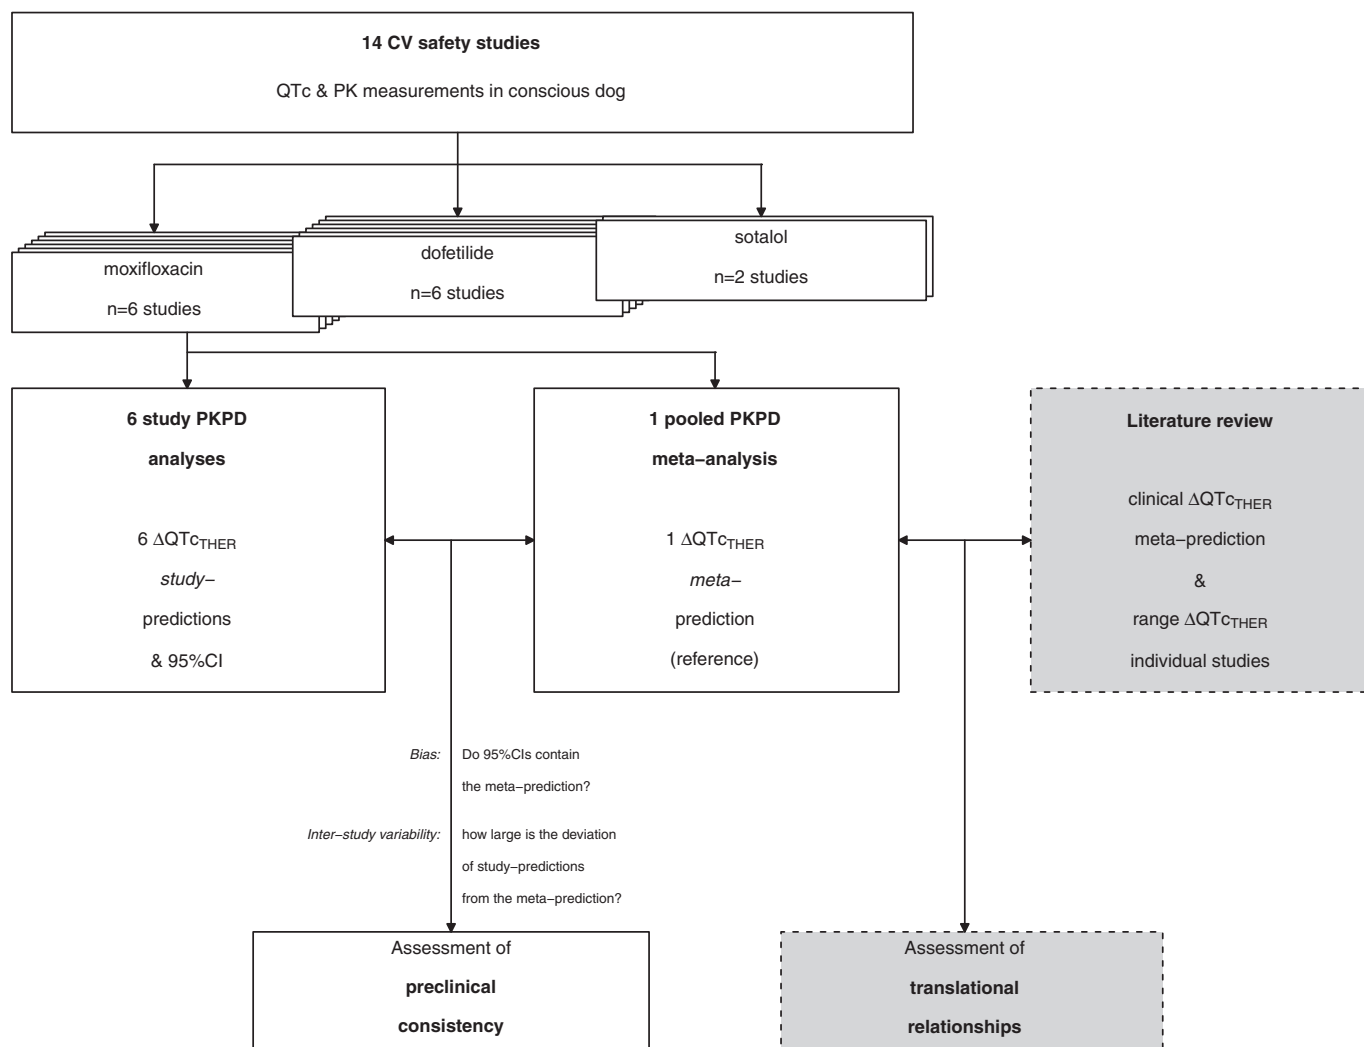 14 CV safety studies
QTc & PK measurements in conscious dog
moxifloxacin
n=6 studies
dofetilide
n=6 studies
sotalol
n=2 studies
6 study PKPD
analyses
6 ΔQTcTHER
study−
predictions
& 95%CI
1 pooled PKPD
meta−analysis
1 ΔQTcTHER
meta−
prediction
(reference)
Literature review
clinical ΔQTcTHER
meta−prediction
&
range ΔQTcTHER
individual studies
Bias: Do 95%CIs contain
the meta−prediction?
Inter−study variability: how large is the deviation
of study−predictions
from the meta−prediction?
Assessment of
preclinical
consistency
Assessment of
translational
relationships